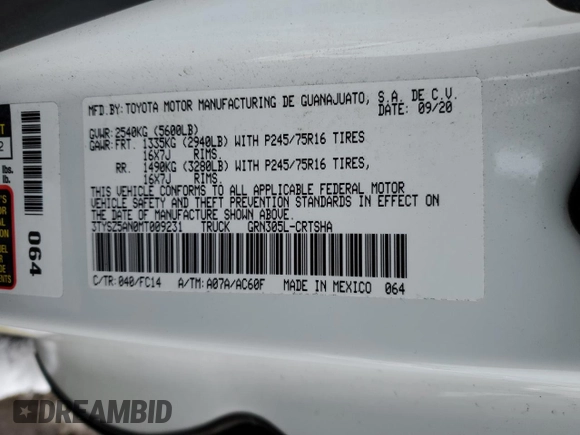 MFD.BY:TOYOTA MOTOR MANUFACTURING DE GUANAJUATO, S.A. DE C.V.
DATE: 09/20
GVWR:2540KG (5600LB)
GAWR:FRT. 1335KG (2940LB) WITH P245/75R16 TIRES
16X7J RIMS.
RR. 1490KG (3280LB) WITH P245/75R16 TIRES,
16X7J RIMS.
THIS VEHICLE CONFORMS TO ALL APPLICABLE FEDERAL MOTOR
VEHICLE SAFETY AND THEFT PREVENTION STANDARDS IN EFFECT ON
THE DATE OF MANUFACTURE SHOWN ABOVE.
3TYSZ5AN0MT009231 TRUCK GRN305L-CRTSHA
C/TR:040/FC14 A/TM:A07A/AC60F MADE IN MEXICO 064
064
lbs.
lb.
DREAMBID